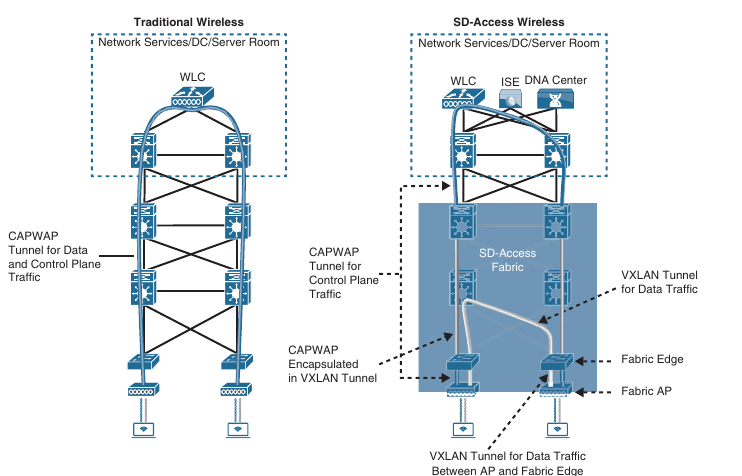 Traditional Wireless
Network Services/DC/Server Room
WLC
CAPWAP
Tunnel for Data
and Control Plane
Traffic
SD-Access Wireless
Network Services/DC/Server Room
WLC
ISE
DNA Center
CAPWAP
Tunnel for
Control Plane
Traffic
SD-Access
Fabric
VXLAN Tunnel
for Data Traffic
CAPWAP
Encapsulated
in VXLAN Tunnel
Fabric Edge
Fabric AP
VXLAN Tunnel for Data Traffic
Between AP and Fabric Edge